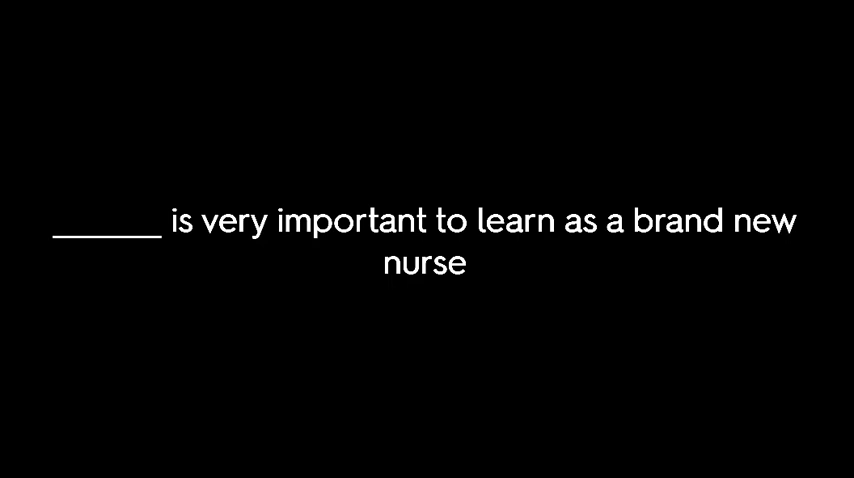 _______ is very important to learn as a brand new
nurse